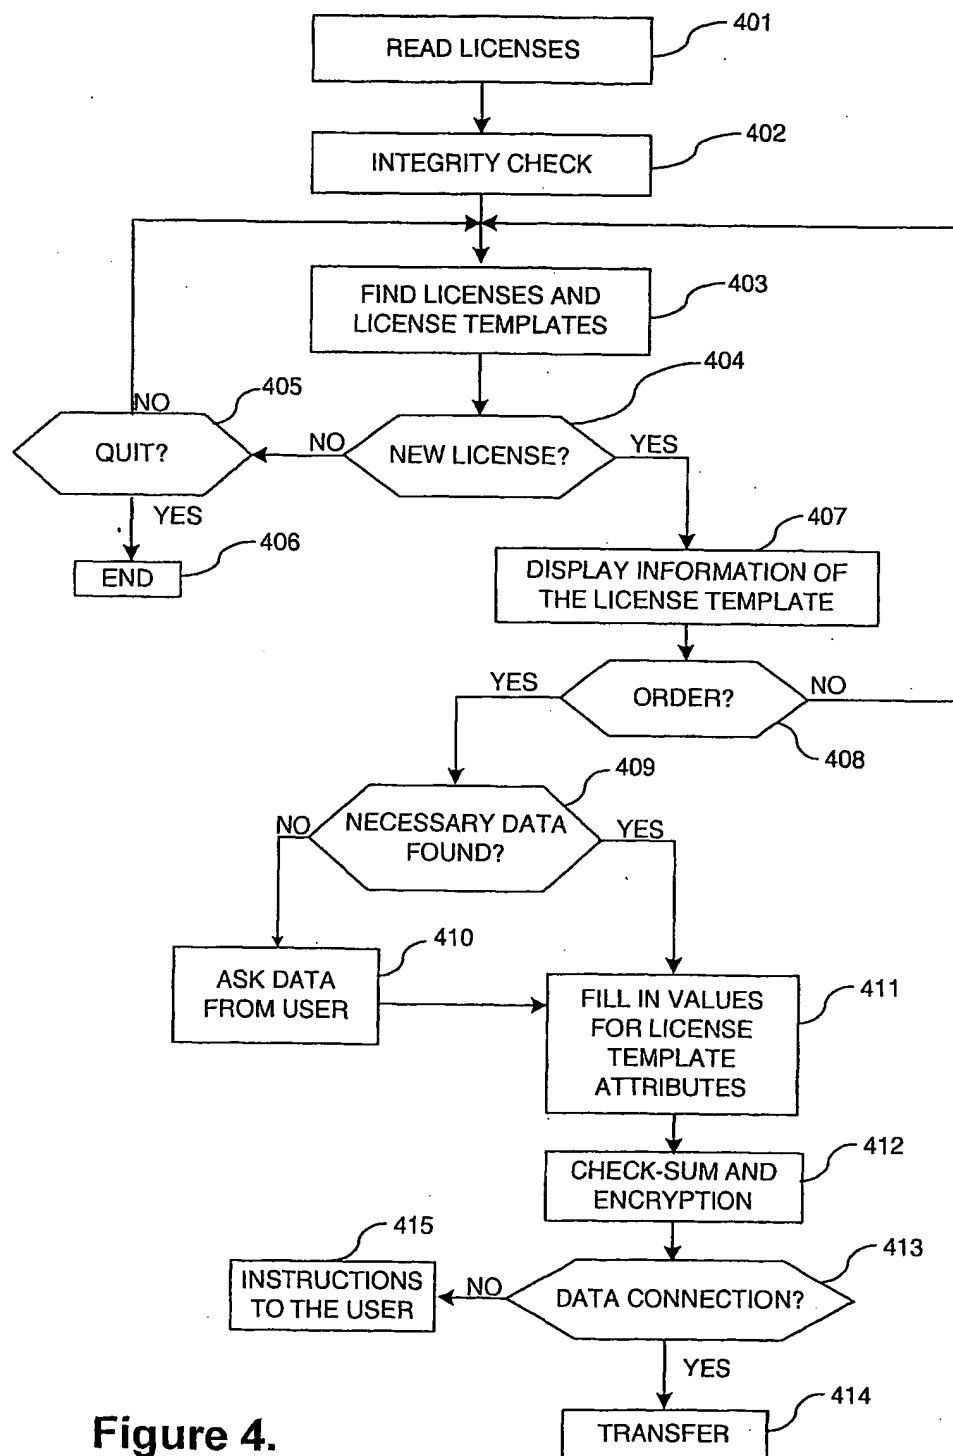 401
READ LICENSES
402
INTEGRITY CHECK
403
FIND LICENSES AND
LICENSE TEMPLATES
404
405
NO
QUIT?
NO
NEW LICENSE?
YES
YES
406
END
407
DISPLAY INFORMATION OF
THE LICENSE TEMPLATE
YES
ORDER?
NO
408
409
NO
NECESSARY DATA
FOUND?
YES
410
ASK DATA
FROM USER
411
FILL IN VALUES
FOR LICENSE
TEMPLATE
ATTRIBUTES
412
CHECK-SUM AND
ENCRYPTION
415
INSTRUCTIONS
TO THE USER
NO
413
DATA CONNECTION?
YES
414
TRANSFER
Figure 4.